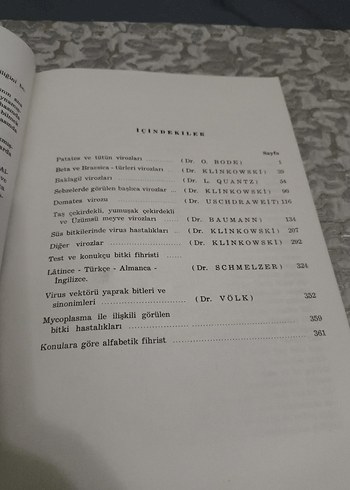 İÇİNDEKİLER
Sayfa
Patates ve tütün virozları ........ (Dr. O. BODE) 1
Beta ve Brassica - türleri virozları .... (Dr. KLINKOWSKI)
Baklagil virozları ........ (Dr. L. QUANTZ)
Sebzelerde görülen başlıca virozlar ... (Dr. KLINKOWSKI) 90
Domates virozu (Dr. USCHDRAWEIT) 116
Taş çekirdekli, yumuşak çekirdekli
ve Üzümsü meyve virozları ...... (Dr. BAUMANN) 134
Süs bitkilerinde virus hastalıkları .. (Dr. KLINKOWSKI) 207
Diğer virozlar ........ (Dr. KLINKOWSKI) 292
Test ve konukçu bitki fihristi
Lâtince - Türkçe - Almanca -
İngilizce. (Dr. SCHMELZER) 324
Virus vektörü yaprak bitleri ve
sinonimleri ........ (Dr. VÖLK) 352
Mycoplasma ile ilişkili görülen
bitki hastalıkları ........ 359
Konulara göre alfabetik fihrist ........ 361